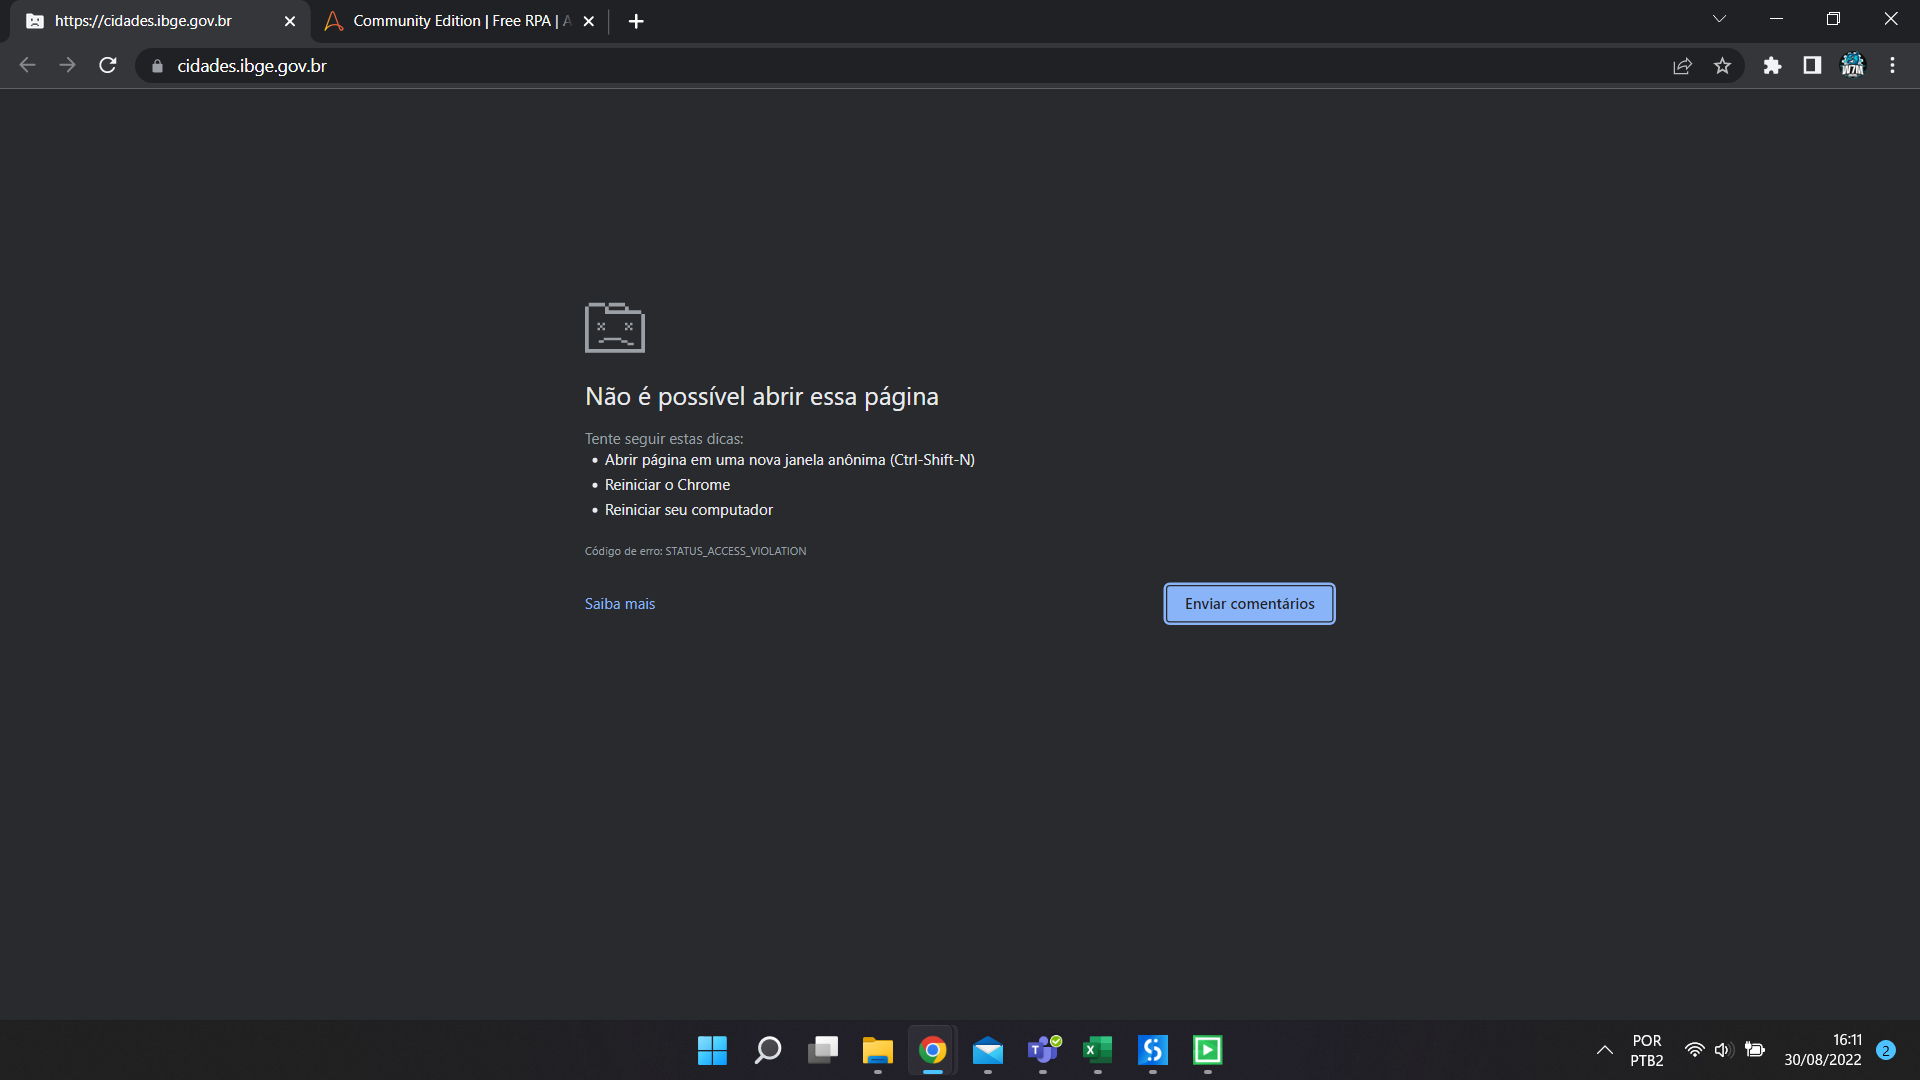 https://cidades.ibge.gov.br
Community Edition | Free RPA | A
cidades.ibge.gov.br
W7M
Não é possível abrir essa página
Tente seguir estas dicas:
• Abrir página em uma nova janela anônima (Ctrl-Shift-N)
• Reiniciar o Chrome
• Reiniciar seu computador
Código de erro: STATUS_ACCESS_VIOLATION
Saiba mais
Enviar comentários
POR
PTB2
16:11
30/08/2022
2